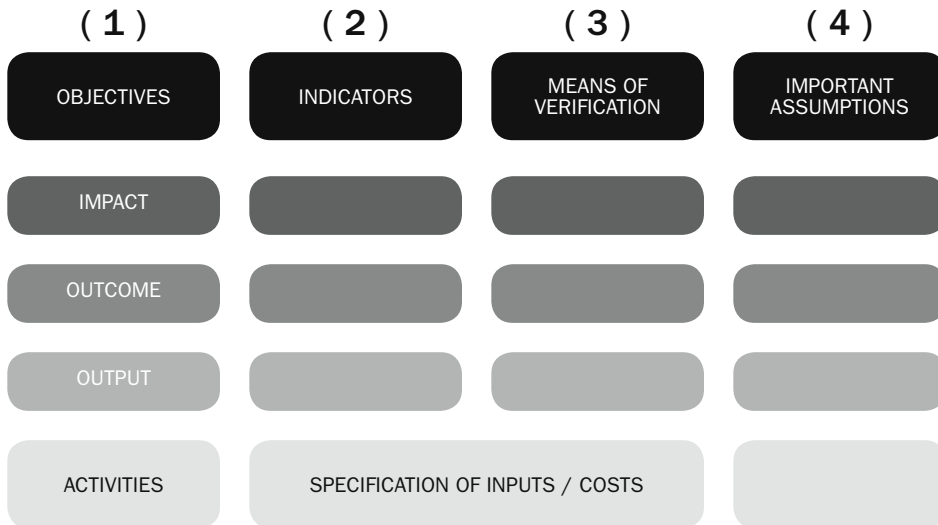 ( 1 ) ( 2 ) ( 3 ) ( 4 )
OBJECTIVES INDICATORS MEANS OF VERIFICATION IMPORTANT ASSUMPTIONS
IMPACT
OUTCOME
OUTPUT
ACTIVITIES SPECIFICATION OF INPUTS / COSTS